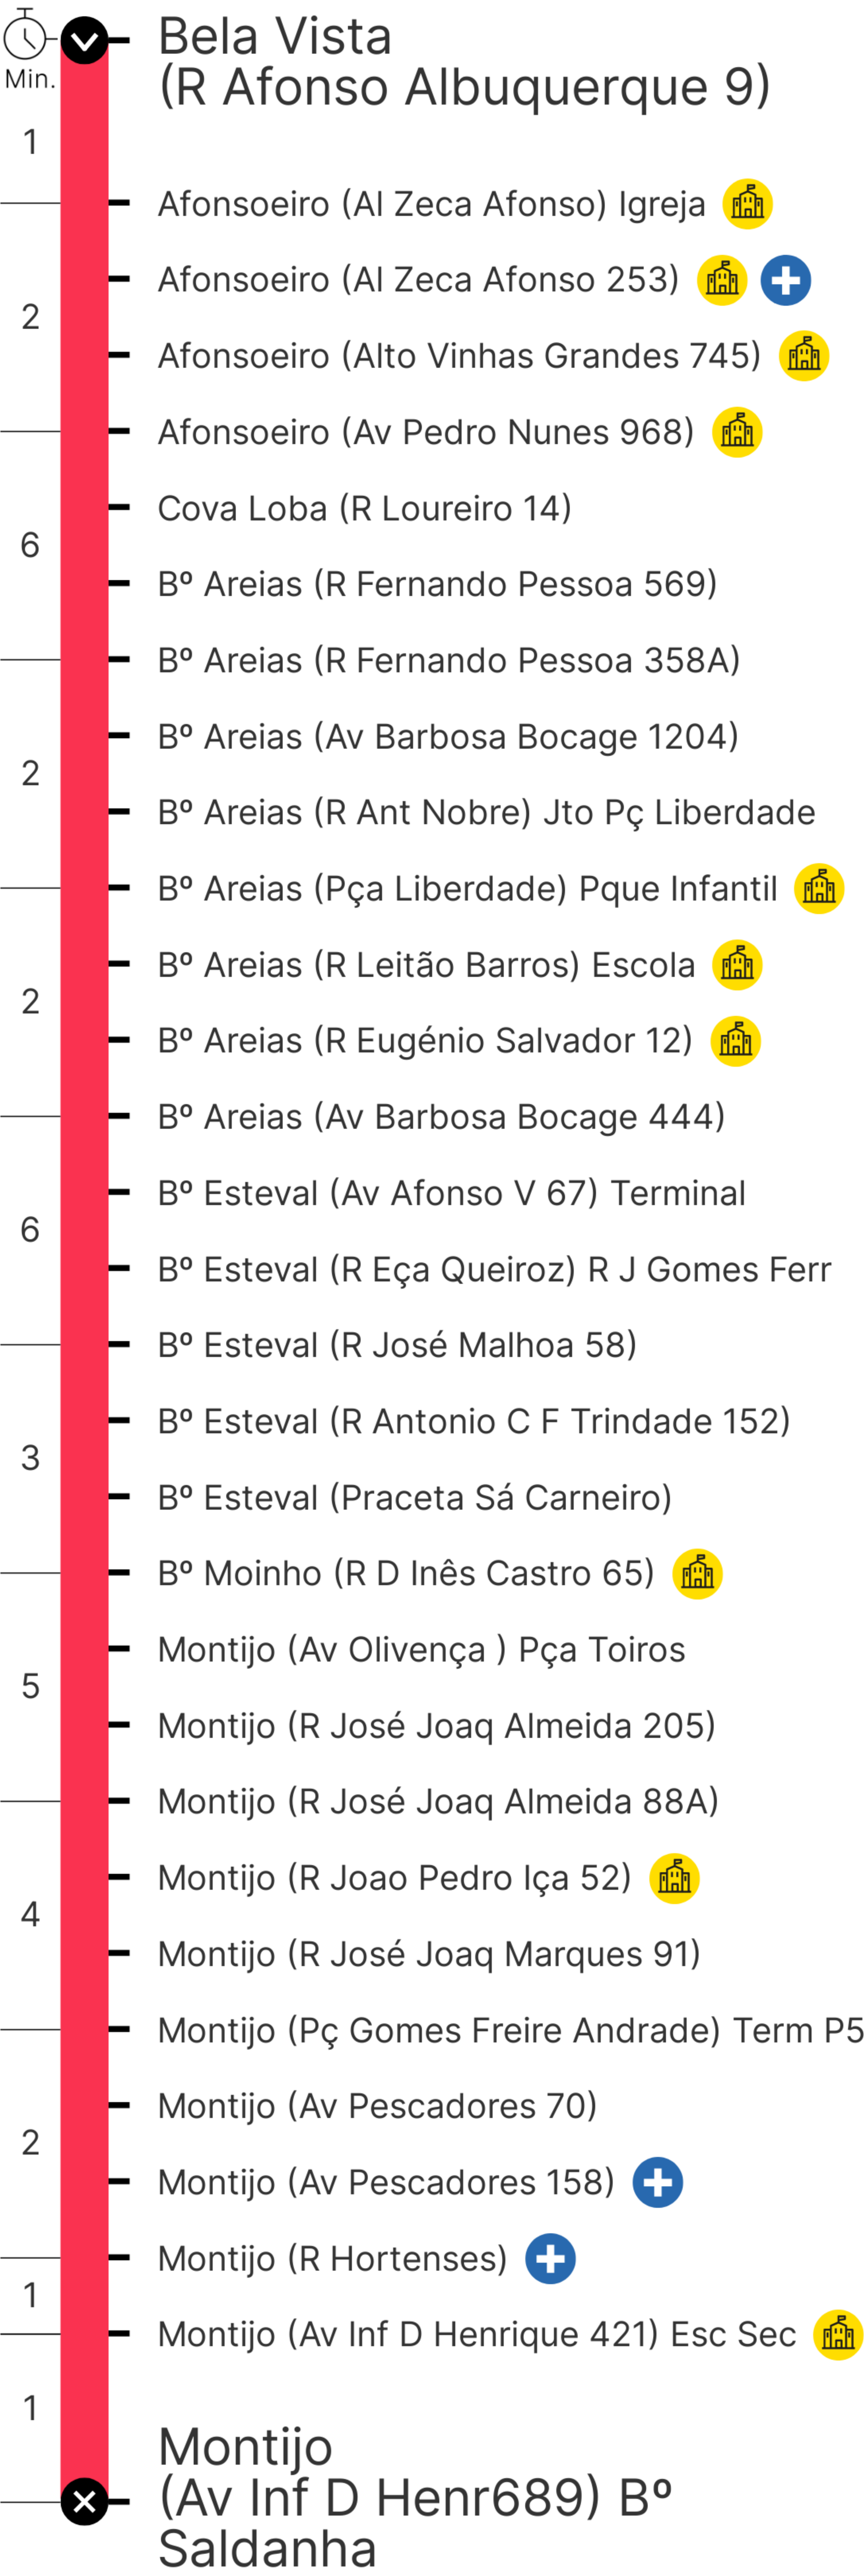 Min.
Bela Vista
(R Afonso Albuquerque 9)
1
Afonsoeiro (Al Zeca Afonso) Igreja
Afonsoeiro (Al Zeca Afonso 253)
2
Afonsoeiro (Alto Vinhas Grandes 745)
Afonsoeiro (Av Pedro Nunes 968)
Cova Loba (R Loureiro 14)
6
Bº Areias (R Fernando Pessoa 569)
Bº Areias (R Fernando Pessoa 358A)
Bº Areias (Av Barbosa Bocage 1204)
2
Bº Areias (R Ant Nobre) Jto Pç Liberdade
Bº Areias (Pça Liberdade) Pque Infantil
Bº Areias (R Leitão Barros) Escola
2
Bº Areias (R Eugénio Salvador 12)
Bº Areias (Av Barbosa Bocage 444)
Bº Esteval (Av Afonso V 67) Terminal
6
Bº Esteval (R Eça Queiroz) R J Gomes Ferr
Bº Esteval (R José Malhoa 58)
Bº Esteval (R Antonio C F Trindade 152)
3
Bº Esteval (Praceta Sá Carneiro)
Bº Moinho (R D Inês Castro 65)
Montijo (Av Olivença ) Pça Toiros
5
Montijo (R José Joaq Almeida 205)
Montijo (R José Joaq Almeida 88A)
Montijo (R Joao Pedro Iça 52)
4
Montijo (R José Joaq Marques 91)
Montijo (Pç Gomes Freire Andrade) Term P5
Montijo (Av Pescadores 70)
2
Montijo (Av Pescadores 158)
Montijo (R Hortenses)
1
Montijo (Av Inf D Henrique 421) Esc Sec
1
Montijo
(Av Inf D Henr689) Bº
Saldanha